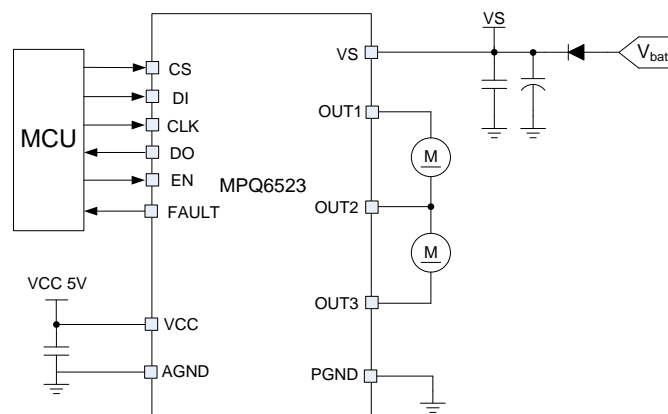 VS
VS
V_bat
CS
DI
OUT1
MCU
CLK
M
DO
EN
MPQ6523
OUT2
FAULT
M
VCC 5V
OUT3
VCC
AGND
PGND